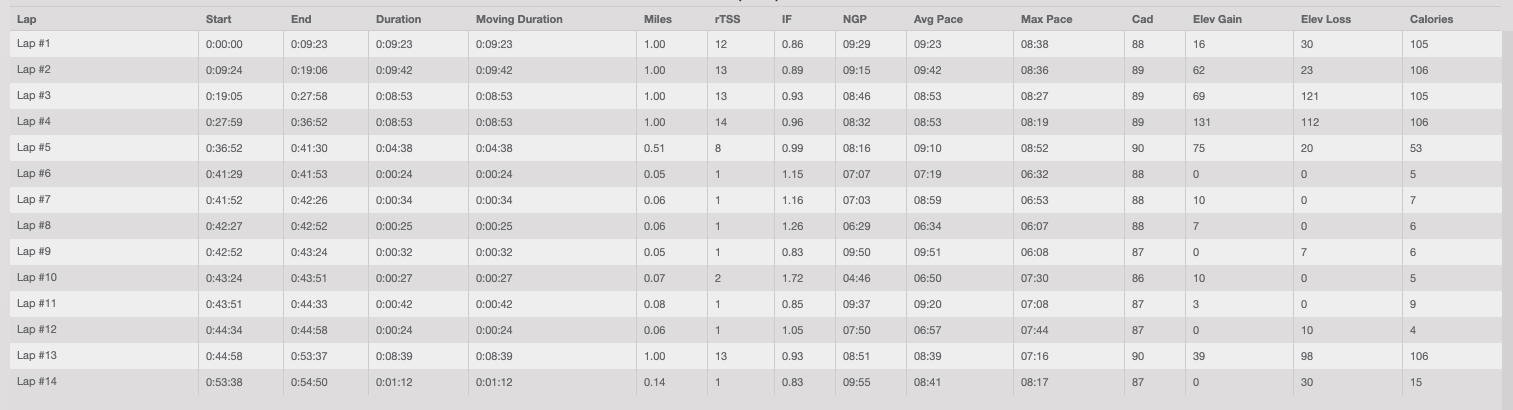 Lap Start End Duration Moving Duration Miles rTSS IF NGP Avg Pace Max Pace Cad Elev Gain Elev Loss Calories
Lap #1 0:00:00 0:09:23 0:09:23 0:09:23 1.00 12 0.86 09:29 09:23 08:38 88 16 30 105
Lap #2 0:09:24 0:19:06 0:09:42 0:09:42 1.00 13 0.89 09:15 09:42 08:36 89 62 23 106
Lap #3 0:19:05 0:27:58 0:08:53 0:08:53 1.00 13 0.93 08:46 08:53 08:27 89 69 121 105
Lap #4 0:27:59 0:36:52 0:08:53 0:08:53 1.00 14 0.96 08:32 08:53 08:19 89 131 112 106
Lap #5 0:36:52 0:41:30 0:04:38 0:04:38 0.51 8 0.99 08:16 09:10 08:52 90 75 20 53
Lap #6 0:41:29 0:41:53 0:00:24 0:00:24 0.05 1 1.15 07:07 07:19 06:32 88 0 0 5
Lap #7 0:41:52 0:42:26 0:00:34 0:00:34 0.06 1 1.16 07:03 08:59 06:53 88 10 0 7
Lap #8 0:42:27 0:42:52 0:00:25 0:00:25 0.06 1 1.26 06:29 06:34 06:07 88 7 0 6
Lap #9 0:42:52 0:43:24 0:00:32 0:00:32 0.05 1 0.83 09:50 09:51 06:08 87 0 7 6
Lap #10 0:43:24 0:43:51 0:00:27 0:00:27 0.07 2 1.72 04:46 06:50 07:30 86 10 0 5
Lap #11 0:43:51 0:44:33 0:00:42 0:00:42 0.08 1 0.85 09:37 09:20 07:08 87 3 0 9
Lap #12 0:44:34 0:44:58 0:00:24 0:00:24 0.06 1 1.05 07:50 06:57 07:44 87 0 10 4
Lap #13 0:44:58 0:53:37 0:08:39 0:08:39 1.00 13 0.93 08:51 08:39 07:16 90 39 98 106
Lap #14 0:53:38 0:54:50 0:01:12 0:01:12 0.14 1 0.83 09:55 08:41 08:17 87 0 30 15